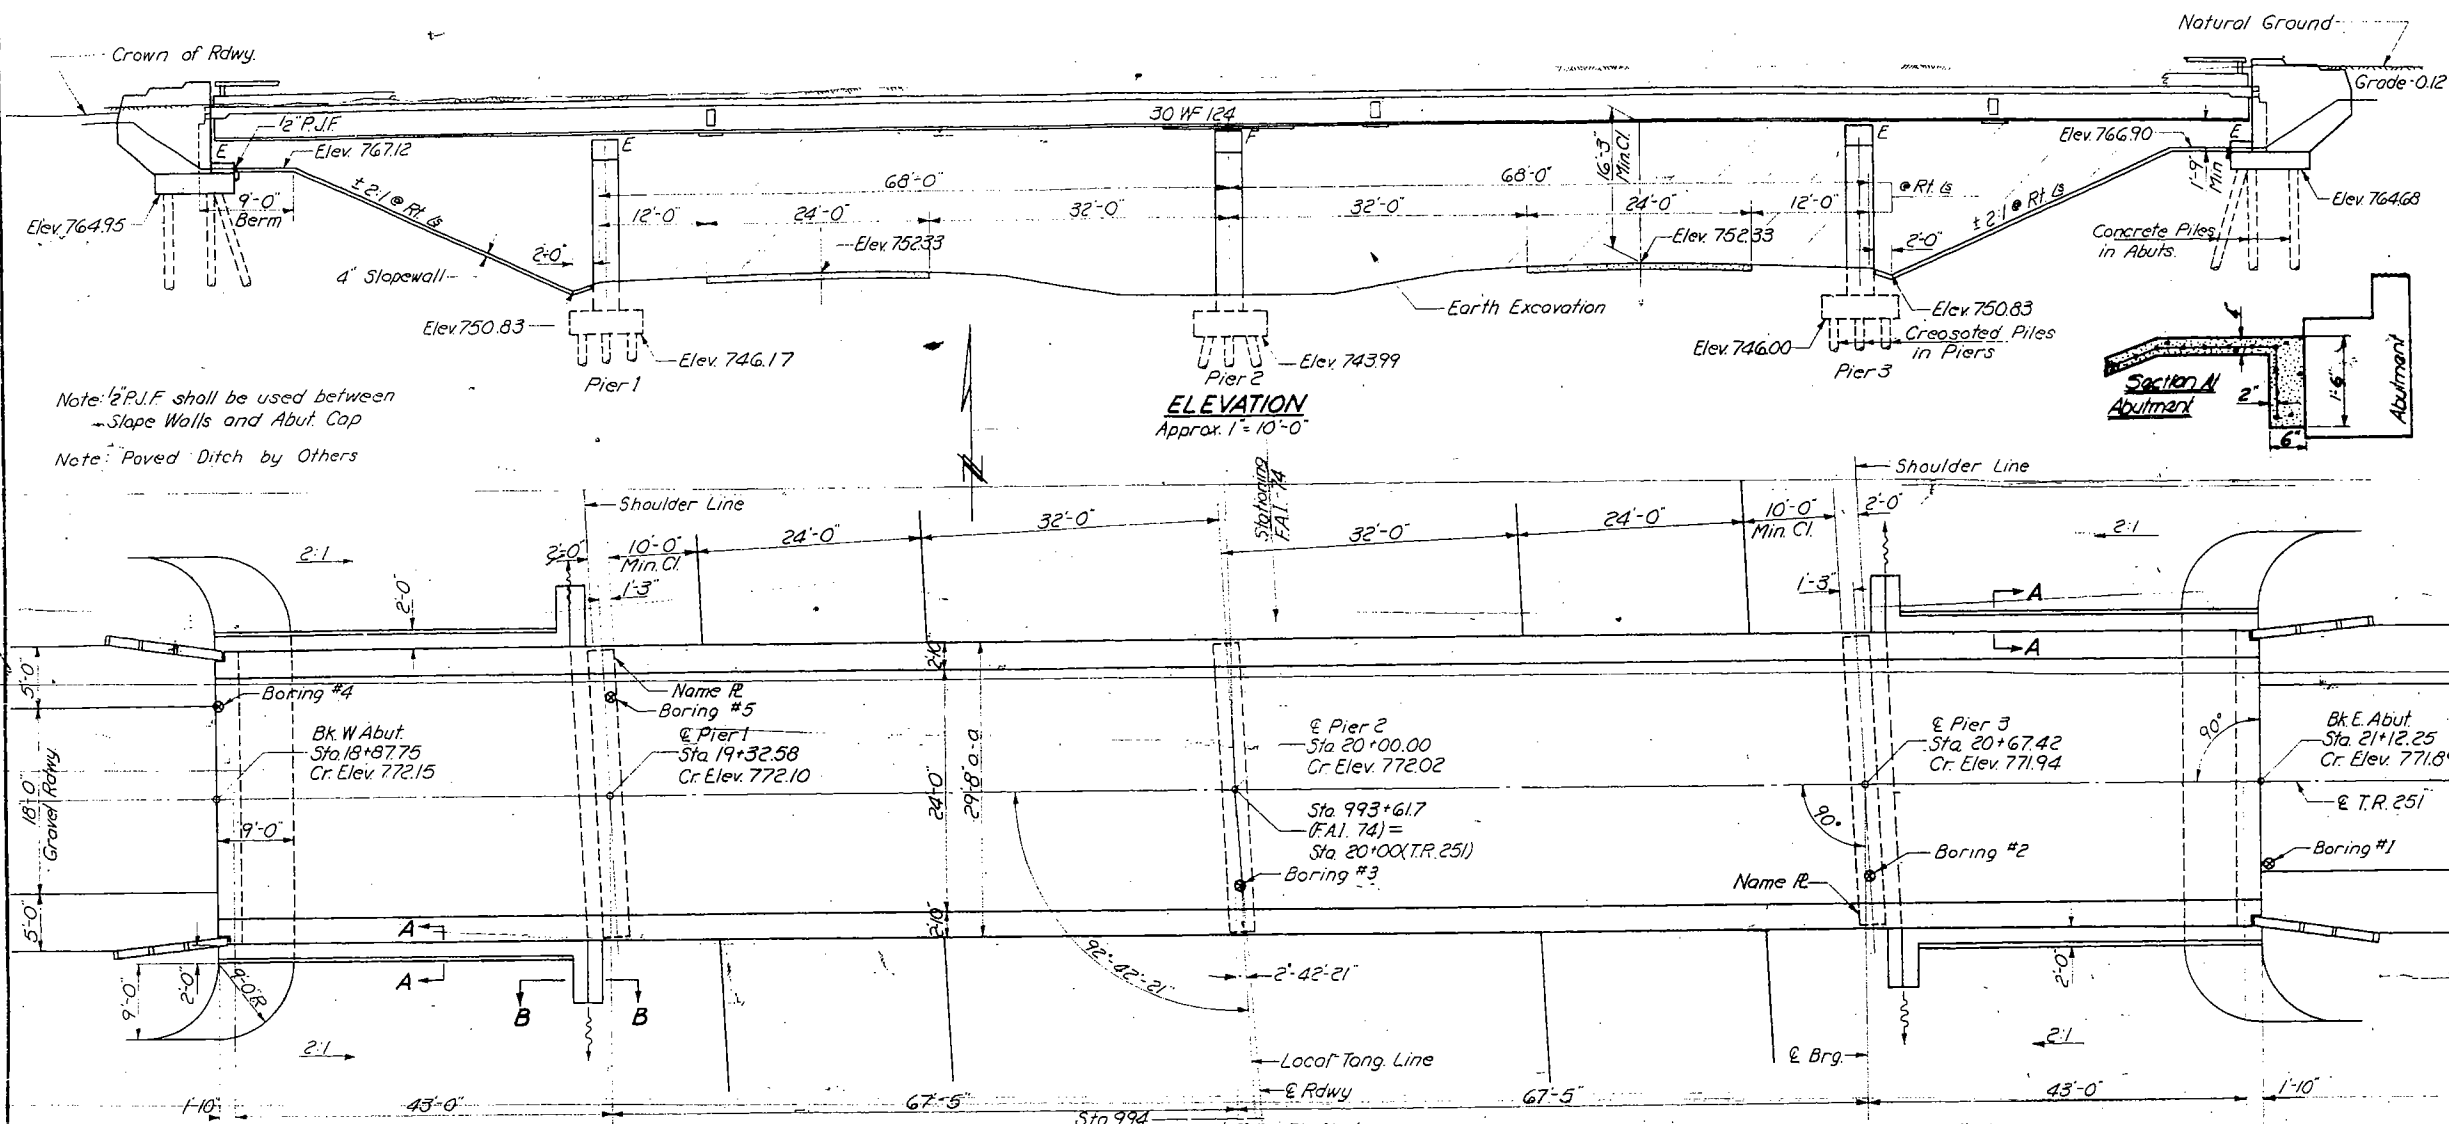 Natural Ground
Crown of Rdwy.
Grade-0.12
30 WF 124
½" P.J.F.
E
Elev. 767.12
E
F
16'-3"
Min Cl.
E
Elev. 766.90
E
1'-9"
Min
± 2:1 @ Rt. ∠s
68'-0"
68'-0"
@ Rt. ∠s
± 2:1 @ Rt. ∠s
Elev. 764.95
9'-0"
Berm
12'-0"
24'-0"
32'-0"
32'-0"
24'-0"
12'-0"
Elev. 764.68
Elev. 752.33
Elev. 752.33
2'-0"
2'-0"
Concrete Piles
in Abuts.
4" Slopewall
Earth Excavation
Elev. 750.83
Elev. 750.83
Elev. 746.17
Elev. 743.99
Elev. 746.00
Creosoted Piles
in Piers
Pier 1
Pier 2
Pier 3
ELEVATION
Approx. 1" = 10'-0"
4"
Section At
Abutment
2"
1'-6"
6"
Abutment
Note: ½" P.J.F. shall be used between
Slope Walls and Abut. Cap
Note: Paved Ditch by Others
N
Stationing
F.A.I. 74
Shoulder Line
Shoulder Line
2'-0"
10'-0"
Min. Cl.
24'-0"
32'-0"
32'-0"
24'-0"
10'-0"
Min. Cl.
2'-0"
2:1
2:1
1'-3"
1'-3"
2'-0"
A
A
5'-0"
2'-10"
Boring #4
Name PL
Boring #5
Bk. W. Abut.
Sta. 18+87.75
Cr. Elev. 772.15
℄ Pier 1
Sta. 19+32.58
Cr. Elev. 772.10
℄ Pier 2
Sta. 20+00.00
Cr. Elev. 772.02
℄ Pier 3
Sta. 20+67.42
Cr. Elev. 771.94
90°
Bk. E. Abut.
Sta. 21+12.25
Cr. Elev. 771.8
18'-0"
Gravel Rdwy.
24'-0"
29'-8" o.-o.
℄ T.R. 251
9'-0"
Sta. 993+61.7
(F.A.I. 74) =
Sta. 20+00 (T.R. 251)
90°
Boring #3
Boring #2
Boring #1
Name PL
5'-0"
2'-10"
A
A
92°-42'-21"
2°-42'-21"
9'-0"
2'-0"
9'-0" R
2'-0"
B
B
2:1
2:1
Local Tang. Line
℄ Brg.
℄ Rdwy
1'-10"
43'-0"
67'-5"
67'-5"
43'-0"
1'-10"
Sta 994